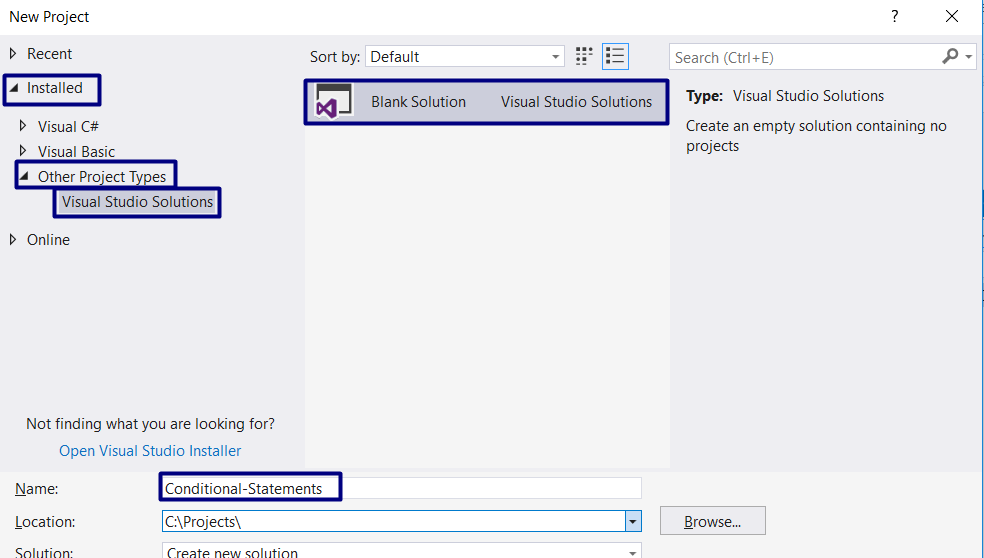 New Project
?
Recent
Installed
Visual C#
Visual Basic
Other Project Types
Visual Studio Solutions
Online
Not finding what you are looking for?
Open Visual Studio Installer
Sort by: Default
Blank Solution Visual Studio Solutions
Search (Ctrl+E)
Type: Visual Studio Solutions
Create an empty solution containing no
projects
Name: Conditional-Statements
Location: C:\Projects\ Browse...
Solution: Create new solution